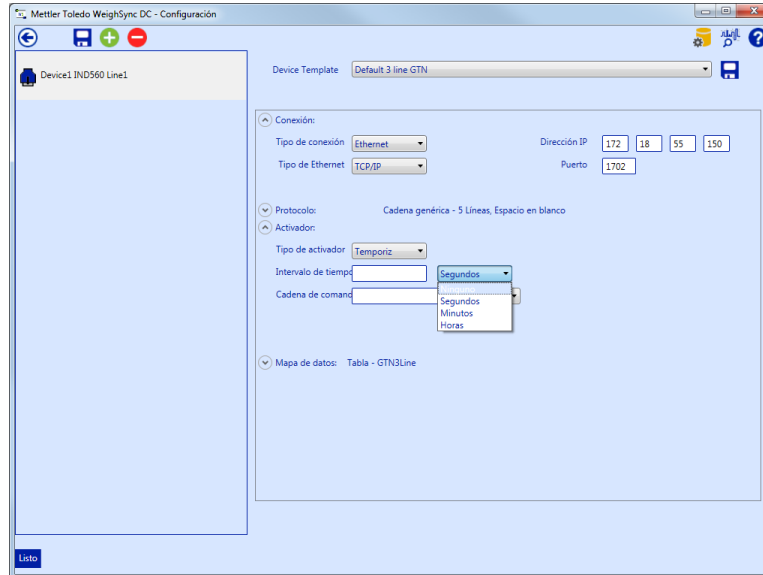 Mettler Toledo WeighSync DC - Configuración
Device1 IND560 Line1
Device Template Default 3 line GTN
Conexión:
Tipo de conexión Ethernet Dirección IP 172 18 55 150
Tipo de Ethernet TCP/IP Puerto 1702
Protocolo: Cadena genérica - 5 Líneas, Espacio en blanco
Activador:
Tipo de activador Temporiz
Intervalo de tiempo Segundos
Cadena de comand
Segundos
Minutos
Horas
Mapa de datos: Tabla - GTN3Line
Listo